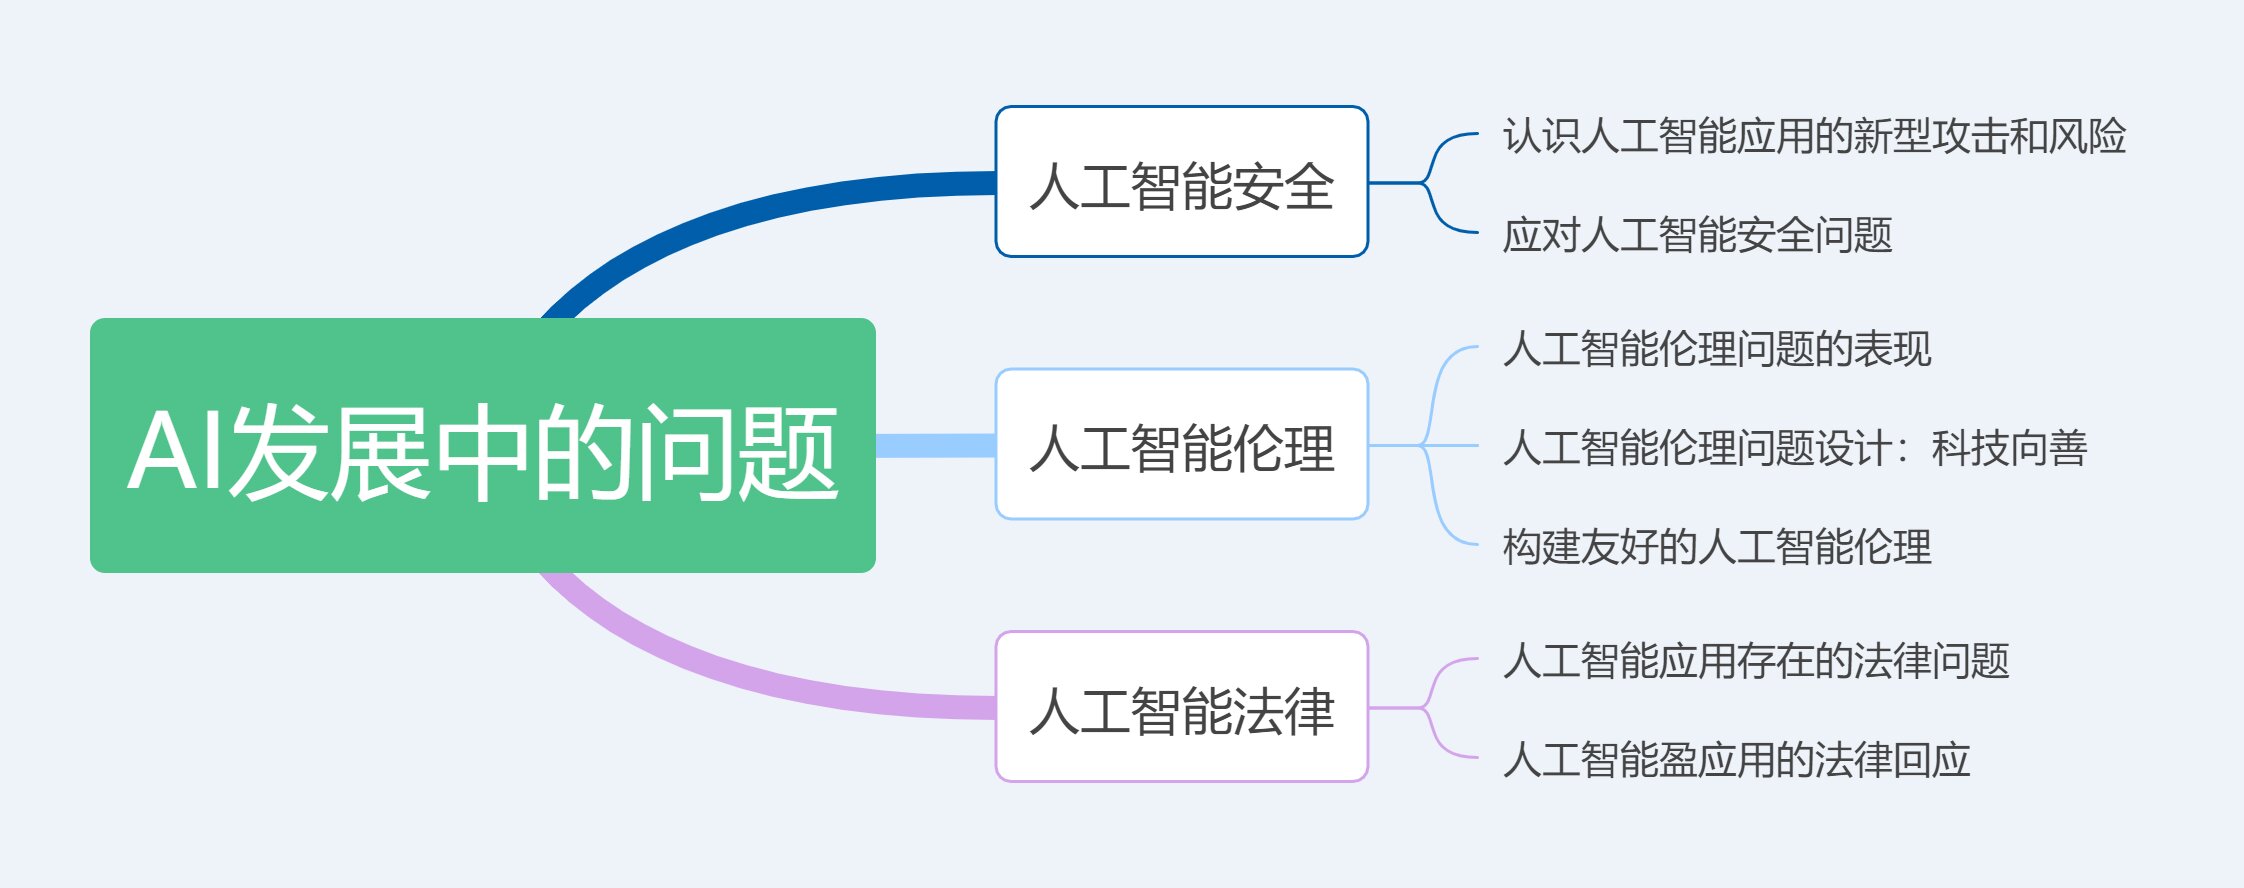 AI发展中的问题
人工智能安全
认识人工智能应用的新型攻击和风险
应对人工智能安全问题
人工智能伦理
人工智能伦理问题的表现
人工智能伦理问题设计：科技向善
构建友好的人工智能伦理
人工智能法律
人工智能应用存在的法律问题
人工智能盈应用的法律回应